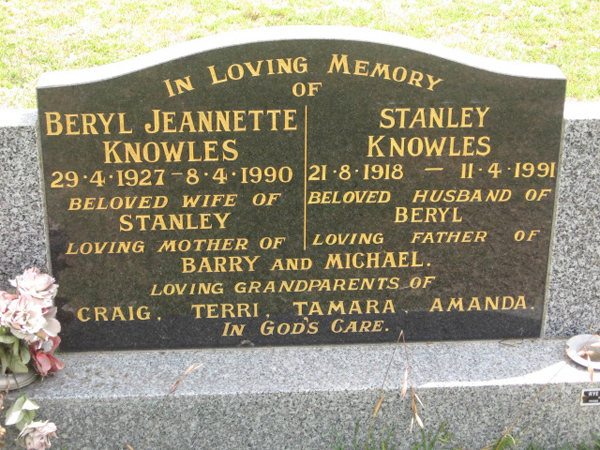 In Loving Memory
of
Beryl Jeannette
Knowles
29·4·1927 – 8·4·1990
BELOVED WIFE OF
STANLEY
LOVING MOTHER OF
STANLEY
KNOWLES
21·8·1918 — 11·4·1991
BELOVED HUSBAND OF
BERYL
LOVING FATHER OF
BARRY AND MICHAEL.
LOVING GRANDPARENTS OF
CRAIG, TERRI, TAMARA, AMANDA.
In God's Care.